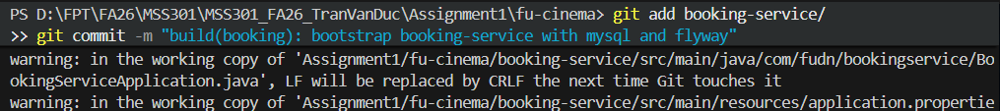 PS D:\FPT\FA26\MSS301\MSS301_FA26_TranVanDuc\Assignment1\fu-cinema> git add booking-service/
>> git commit -m "build(booking): bootstrap booking-service with mysql and flyway"
warning: in the working copy of 'Assignment1/fu-cinema/booking-service/src/main/java/com/fudn/bookingservice/Bo
okingServiceApplication.java', LF will be replaced by CRLF the next time Git touches it
warning: in the working copy of 'Assignment1/fu-cinema/booking-service/src/main/resources/application.propertie